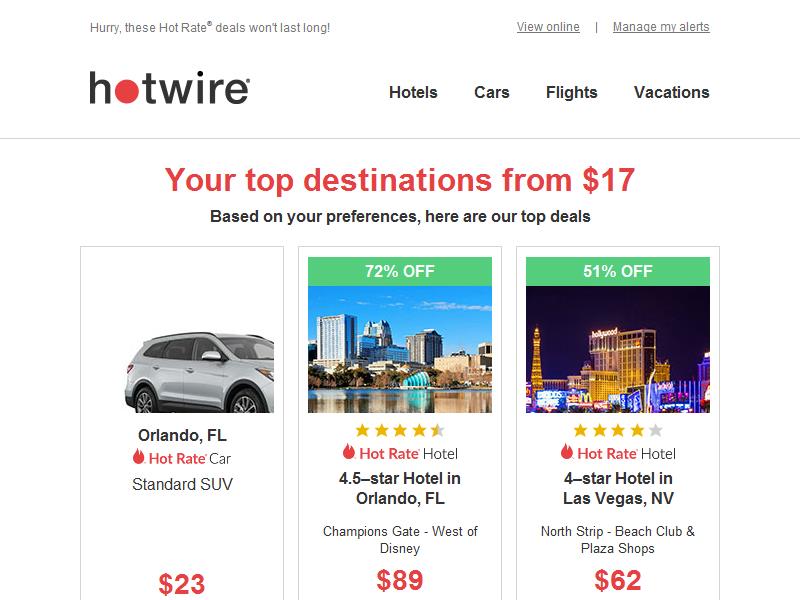 Hurry, these Hot Rate® deals won't last long!
View online | Manage my alerts
hotwire
Hotels Cars Flights Vacations
Your top destinations from $17
Based on your preferences, here are our top deals
Orlando, FL
Hot Rate® Car
Standard SUV
$23
72% OFF
Hot Rate® Hotel
4.5–star Hotel in
Orlando, FL
Champions Gate - West of
Disney
$89
51% OFF
hollywood
Hot Rate® Hotel
4–star Hotel in
Las Vegas, NV
North Strip - Beach Club &
Plaza Shops
$62